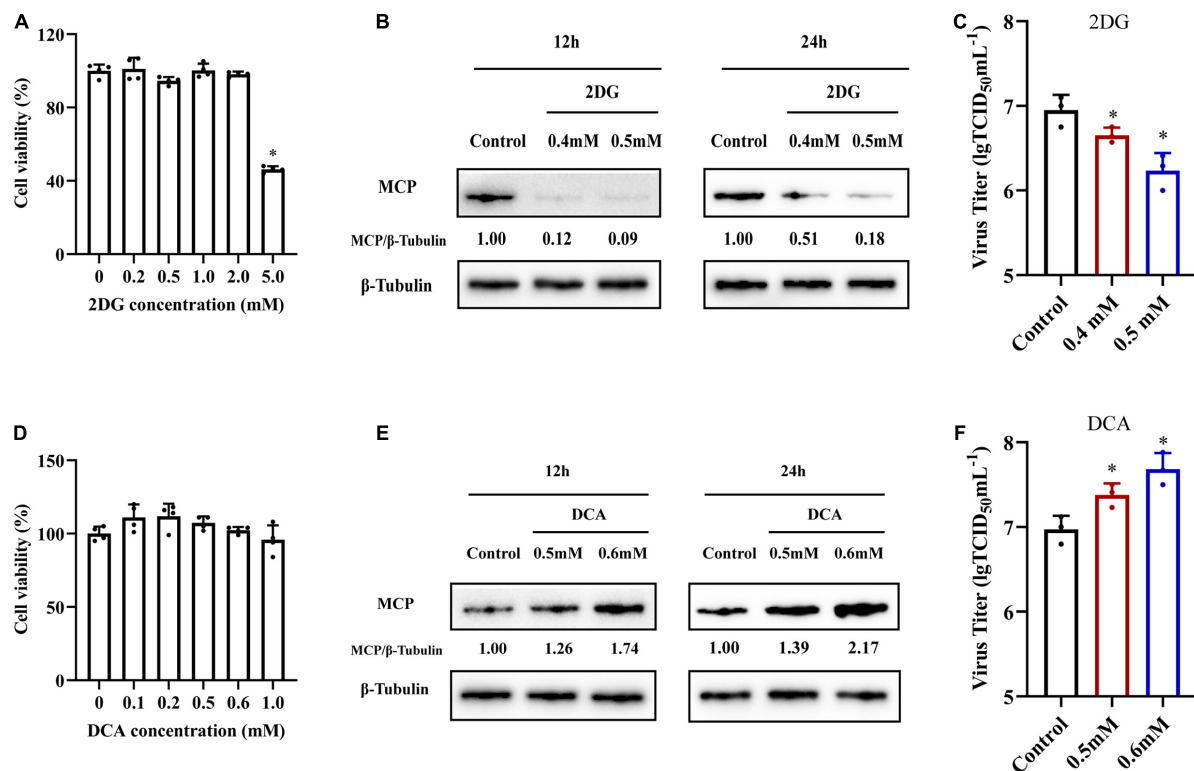 A
120
80
40
0
Cell viability (%)
*
0 0.2 0.5 1.0 2.0 5.0
2DG concentration (mM)
B
12h 24h
2DG 2DG
Control 0.4mM 0.5mM Control 0.4mM 0.5mM
MCP
MCP/β-Tubulin 1.00 0.12 0.09 1.00 0.51 0.18
β-Tubulin
C
2DG
8
7
6
5
Virus Titer (lgTCID50mL-1)
* *
Control 0.4 mM 0.5 mM
D
150
100
50
0
Cell viability (%)
0 0.1 0.2 0.5 0.6 1.0
DCA concentration (mM)
E
12h 24h
DCA DCA
Control 0.5mM 0.6mM Control 0.5mM 0.6mM
MCP
MCP/β-Tubulin 1.00 1.26 1.74 1.00 1.39 2.17
β-Tubulin
F
DCA
8
7
6
5
Virus Titer (lgTCID50mL-1)
* *
Control 0.5mM 0.6mM